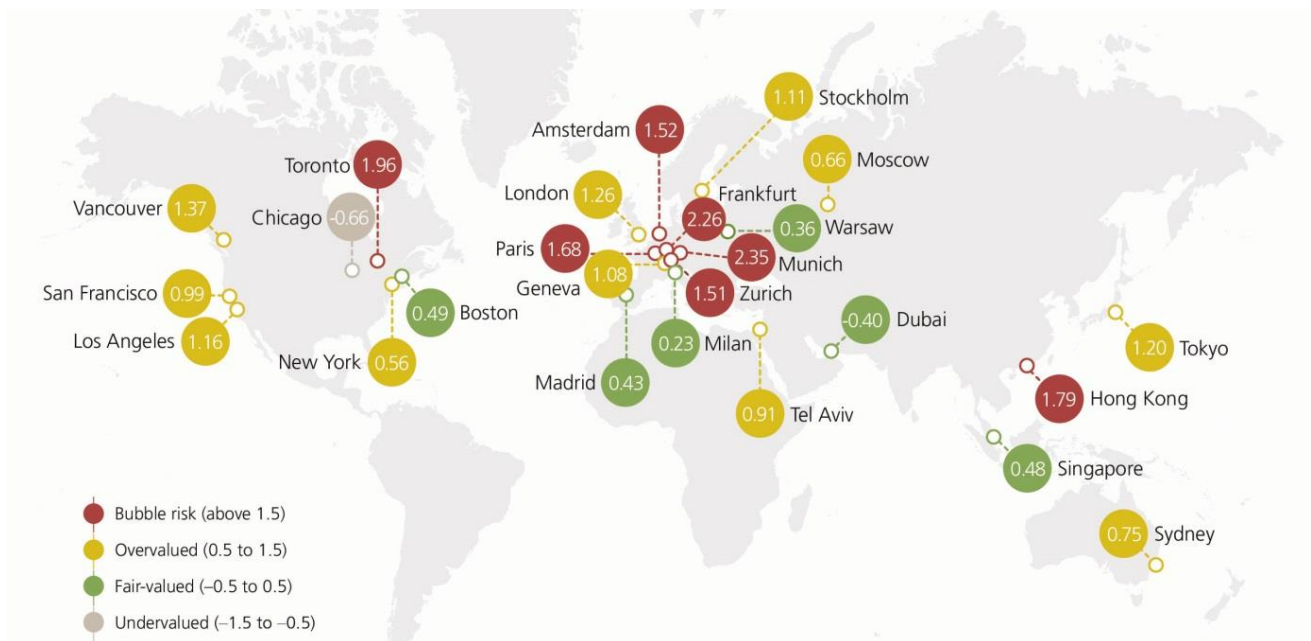 Stockholm 1.11
Amsterdam 1.52
Toronto 1.96
Moscow 0.66
London 1.26
Frankfurt 2.26
Vancouver 1.37
Chicago -0.66
Warsaw 0.36
Paris 1.68
Munich 2.35
Geneva 1.08
Zurich 1.51
San Francisco 0.99
Boston 0.49
Los Angeles 1.16
New York 0.56
Milan 0.23
Dubai -0.40
Tokyo 1.20
Madrid 0.43
Tel Aviv 0.91
Hong Kong 1.79
Singapore 0.48
Sydney 0.75
Bubble risk (above 1.5)
Overvalued (0.5 to 1.5)
Fair-valued (–0.5 to 0.5)
Undervalued (–1.5 to –0.5)